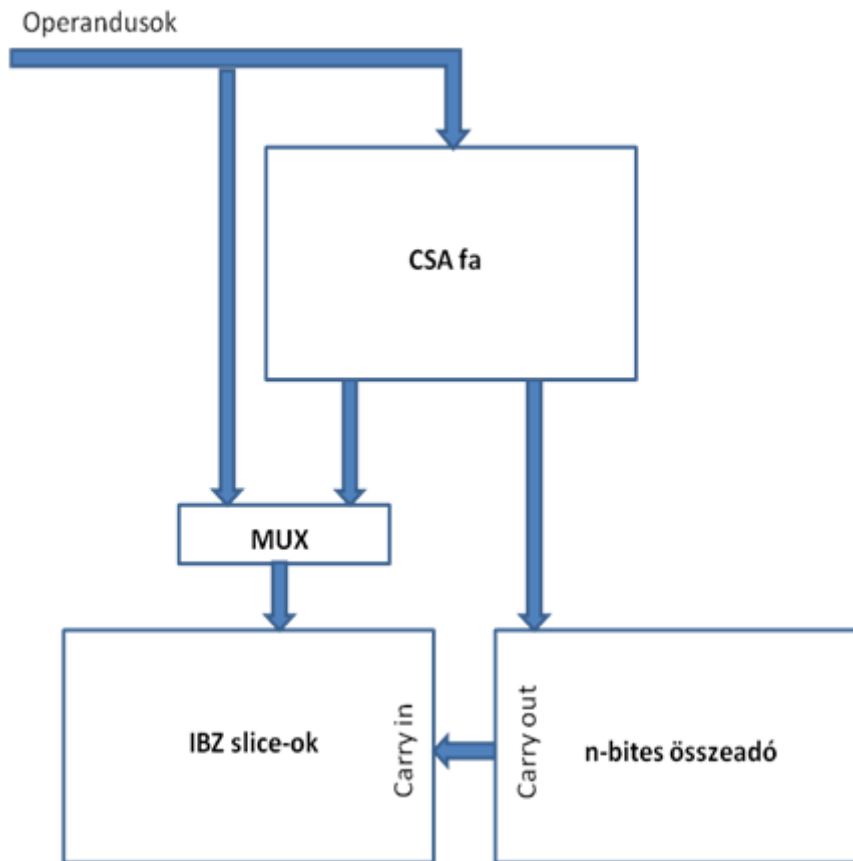 Operandusok
CSA fa
MUX
IBZ slice-ok
Carry in
Carry out
n-bites összeadó